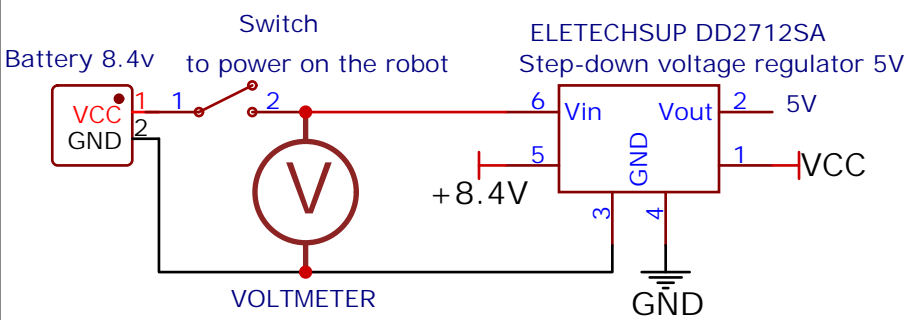 Switch
to power on the robot
Battery 8.4v
VCC
GND
1
2
1
2
V
VOLTMETER
ELETECHSUP DD2712SA
Step-down voltage regulator 5V
6
Vin
Vout
2
5V
5
+8.4V
GND
1
VCC
3
4
GND